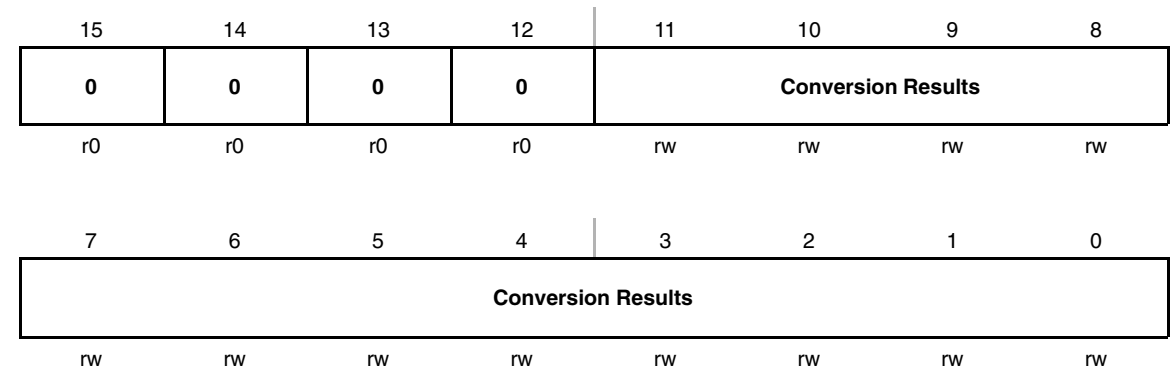 15 14 13 12 11 10 9 8
0 0 0 0 Conversion Results
r0 r0 r0 r0 rw rw rw rw
7 6 5 4 3 2 1 0
Conversion Results
rw rw rw rw rw rw rw rw